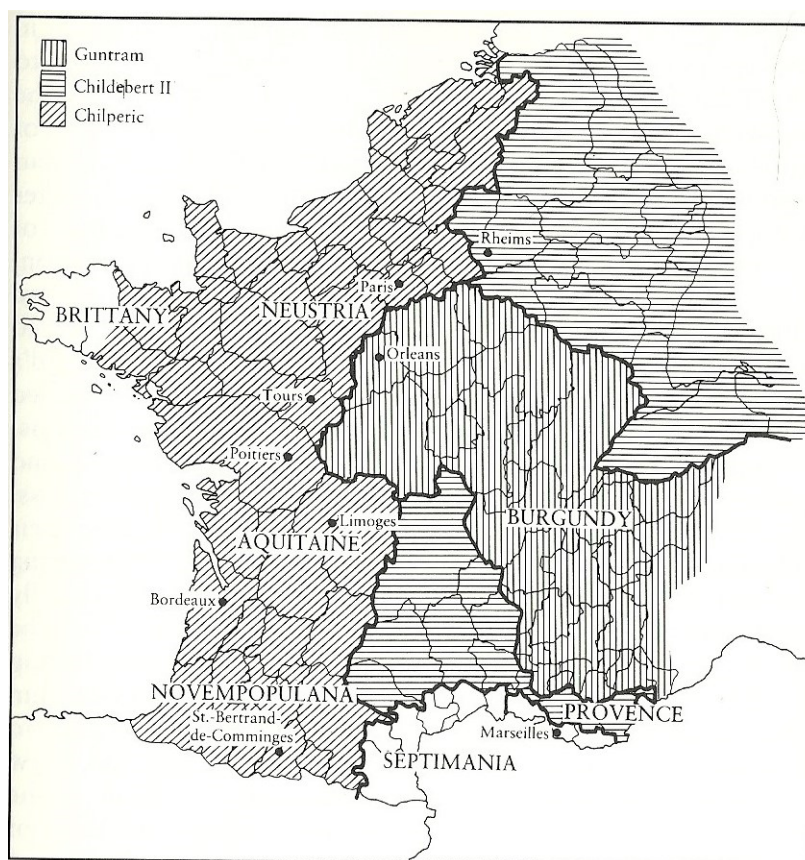 Guntram
Childebert II
Chilperic
Rheims
Paris
BRITTANY
NEUSTRIA
Orleans
Tours
Poitiers
BURGUNDY
Limoges
AQUITAINE
Bordeaux
NOVEMPOPULANA
PROVENCE
St.-Bertrand-
de-Comminges
Marseilles
SEPTIMANIA